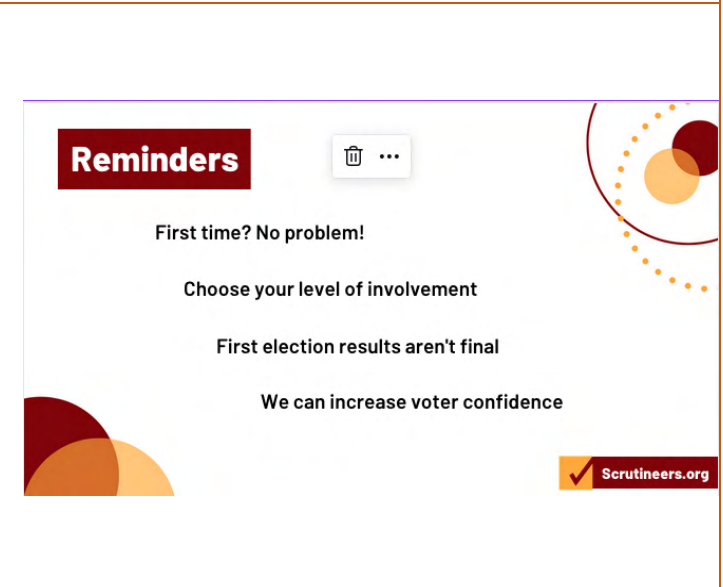 Reminders
First time? No problem!
Choose your level of involvement
First election results aren't final
We can increase voter confidence
Scrutineers.org